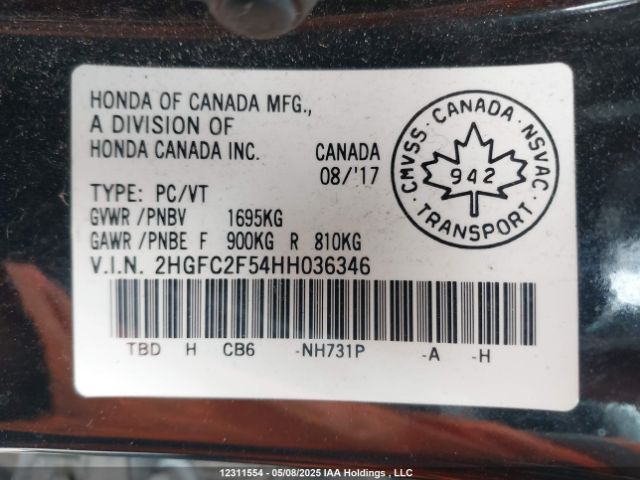 HONDA OF CANADA MFG.,
A DIVISION OF
HONDA CANADA INC.
CANADA
08/'17
TYPE: PC/VT
GVWR /PNBV 1695KG
GAWR /PNBE F 900KG R 810KG
V.I.N. 2HGFC2F54HH036346
TBD H CB6 -NH731P -A -H
CMVSS · CANADA · NSVAC
942
· TRANSPORT ·
12311554 - 05/08/2025 IAA Holdings , LLC